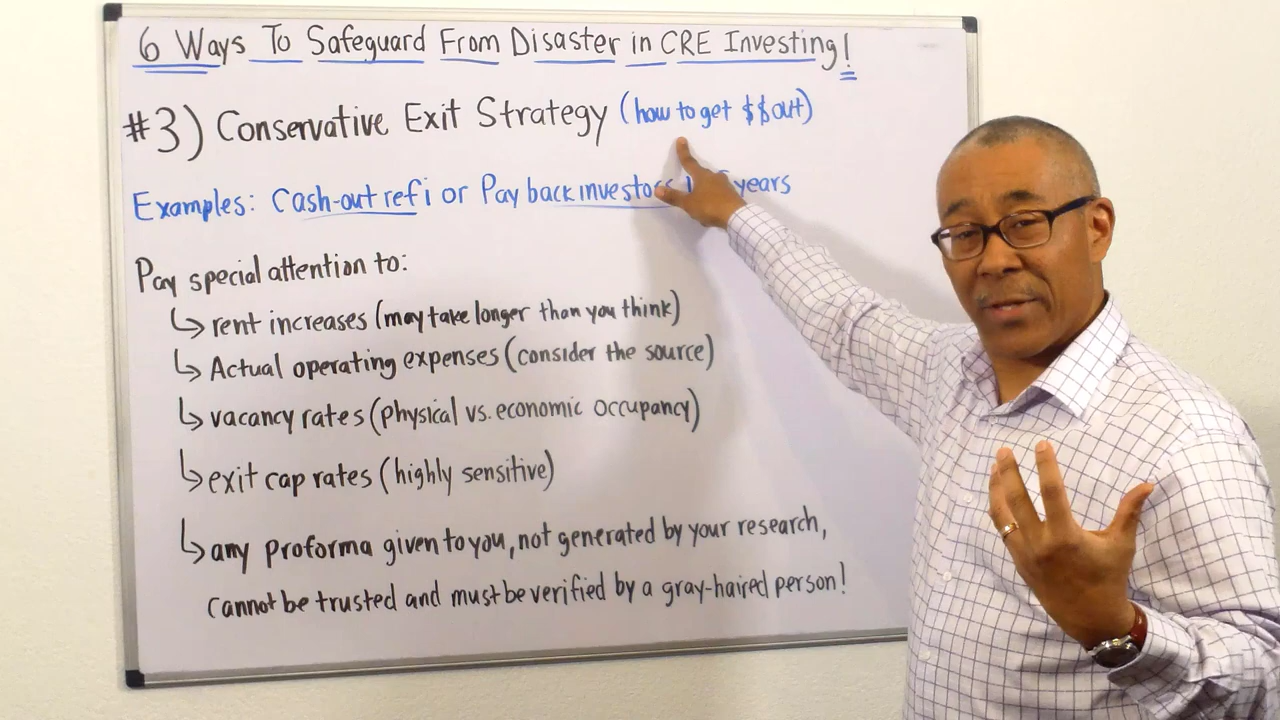 6 Ways To Safeguard From Disaster in CRE Investing!
#3) Conservative Exit Strategy (how to get $$out)
Examples: Cash-out refi or Pay back investors years
Pay special attention to:
↳ rent increases (may take longer than you think)
↳ Actual operating expenses (consider the source)
↳ vacancy rates (physical vs. economic occupancy)
↳ exit cap rates (highly sensitive)
↳ any proforma given to you, not generated by your research,
cannot be trusted and must be verified by a gray-haired person!